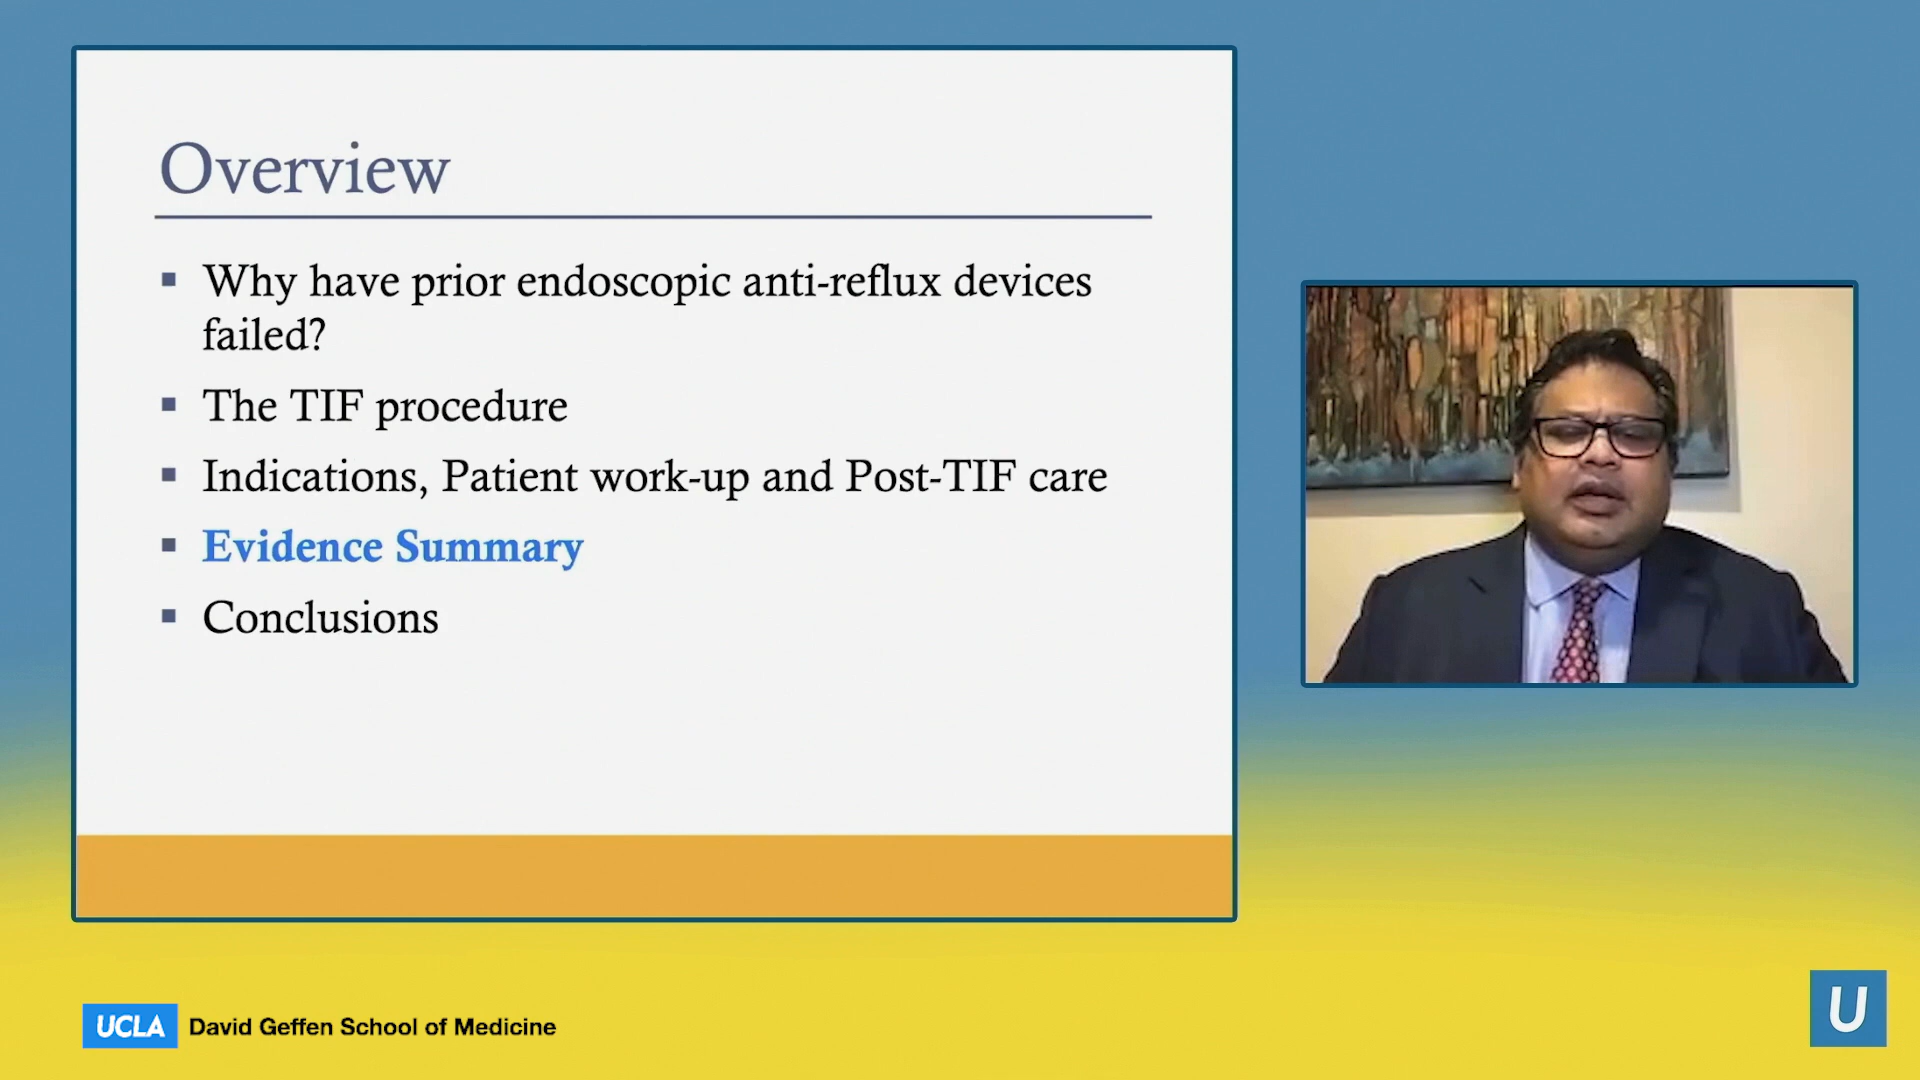 Overview
Why have prior endoscopic anti-reflux devices
failed?
The TIF procedure
Indications, Patient work-up and Post-TIF care
Evidence Summary
Conclusions
UCLA David Geffen School of Medicine
U